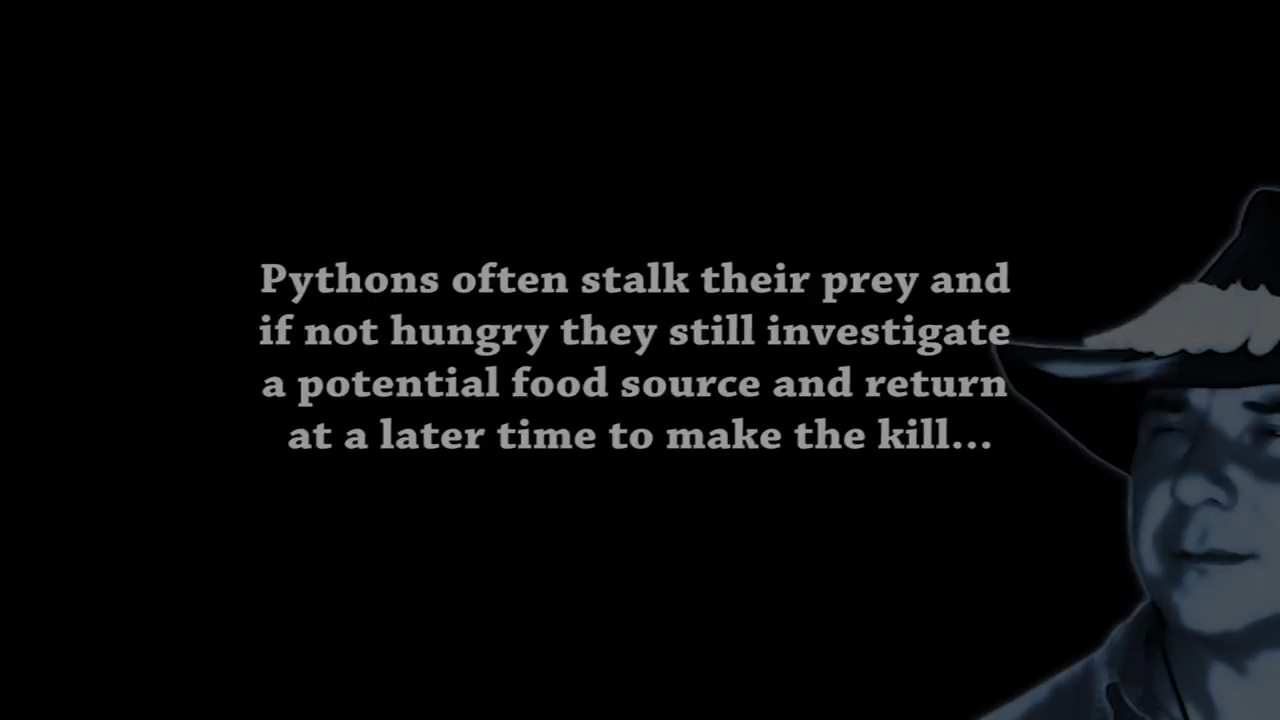 Pythons often stalk their prey and
if not hungry they still investigate
a potential food source and return
at a later time to make the kill...